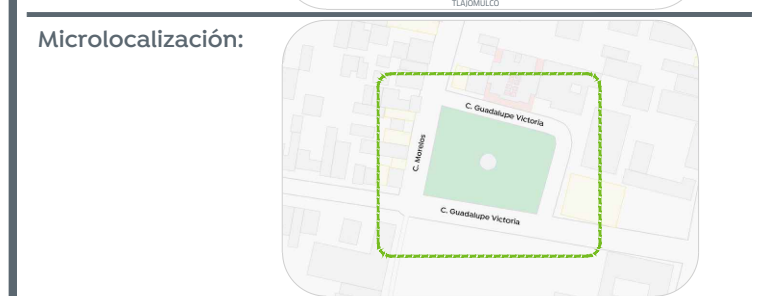 TLAJOMULCO
Microlocalización:
C. Guadalupe Victoria
C. Morelos
C. Guadalupe Victoria